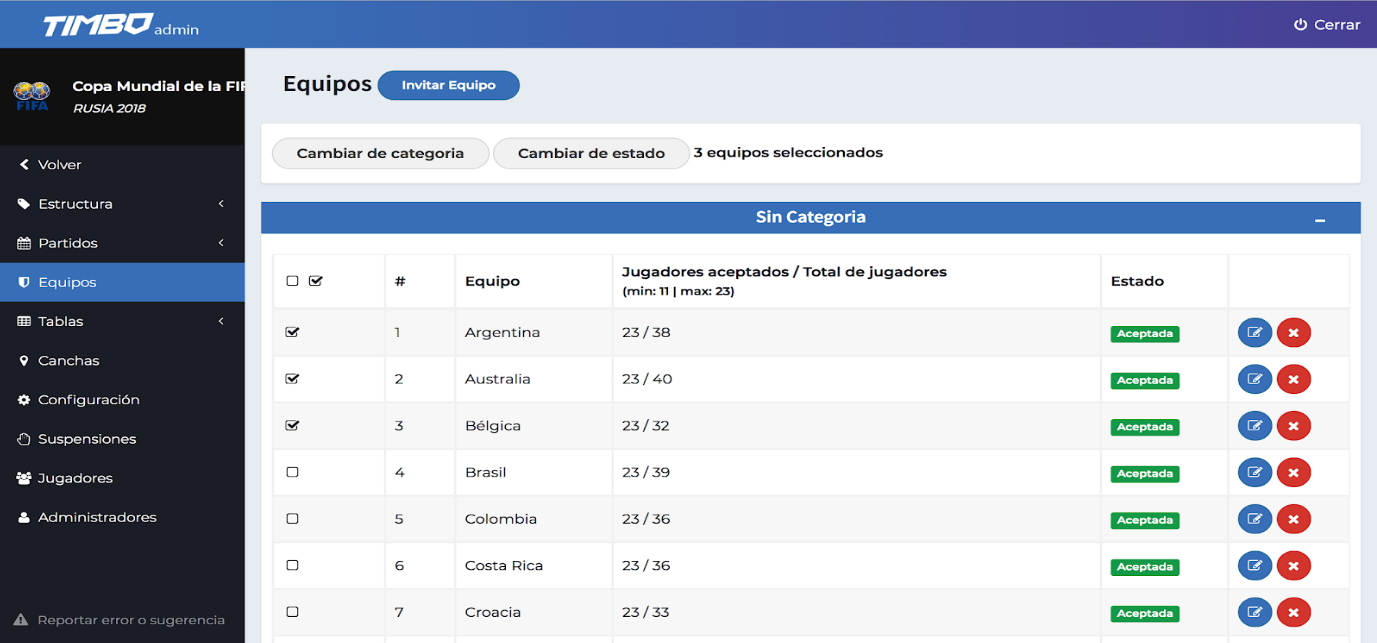 TIMBO admin
Cerrar
FIFA
Copa Mundial de la FIF
RUSIA 2018
Volver
Estructura
Partidos
Equipos
Tablas
Canchas
Configuración
Suspensiones
Jugadores
Administradores
Reportar error o sugerencia
Equipos Invitar Equipo
Cambiar de categoria Cambiar de estado 3 equipos seleccionados
Sin Categoria
# Equipo Jugadores aceptados / Total de jugadores Estado
(min: 11 | max: 23)
1 Argentina 23 / 38 Aceptada
2 Australia 23 / 40 Aceptada
3 Bélgica 23 / 32 Aceptada
4 Brasil 23 / 39 Aceptada
5 Colombia 23 / 36 Aceptada
6 Costa Rica 23 / 36 Aceptada
7 Croacia 23 / 33 Aceptada